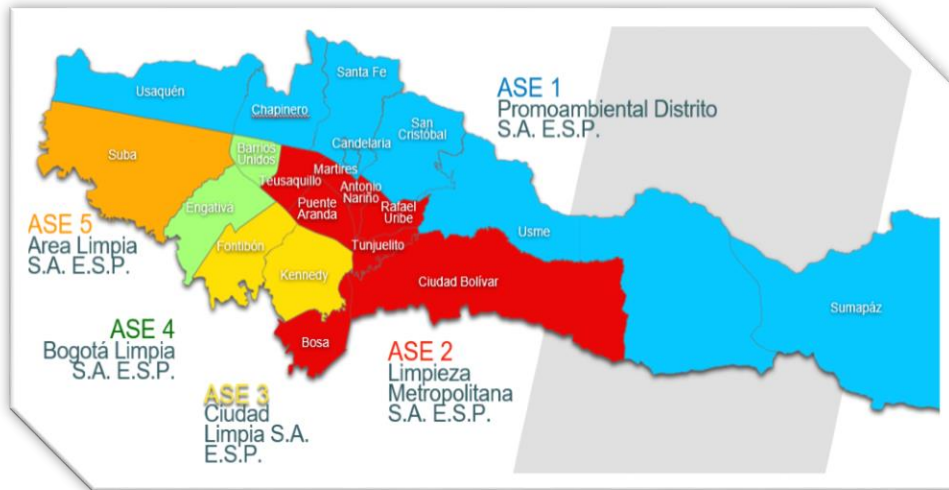 Usaquén
Chapinero
Santa Fe
San
Cristóbal
Candelaria
Suba
Barrios
Unidos
Martires
Teusaquillo
Antonio
Nariño
Puente
Aranda
Rafael
Uribe
Engativá
Fontibón
Tunjuelito
Kennedy
Usme
Ciudad Bolívar
Bosa
Sumapáz
ASE 1
Promoambiental Distrito
S.A. E.S.P.
ASE 5
Area Limpia
S.A. E.S.P.
ASE 4
Bogotá Limpia
S.A. E.S.P.
ASE 3
Ciudad
Limpia S.A.
E.S.P.
ASE 2
Limpieza
Metropolitana
S.A. E.S.P.